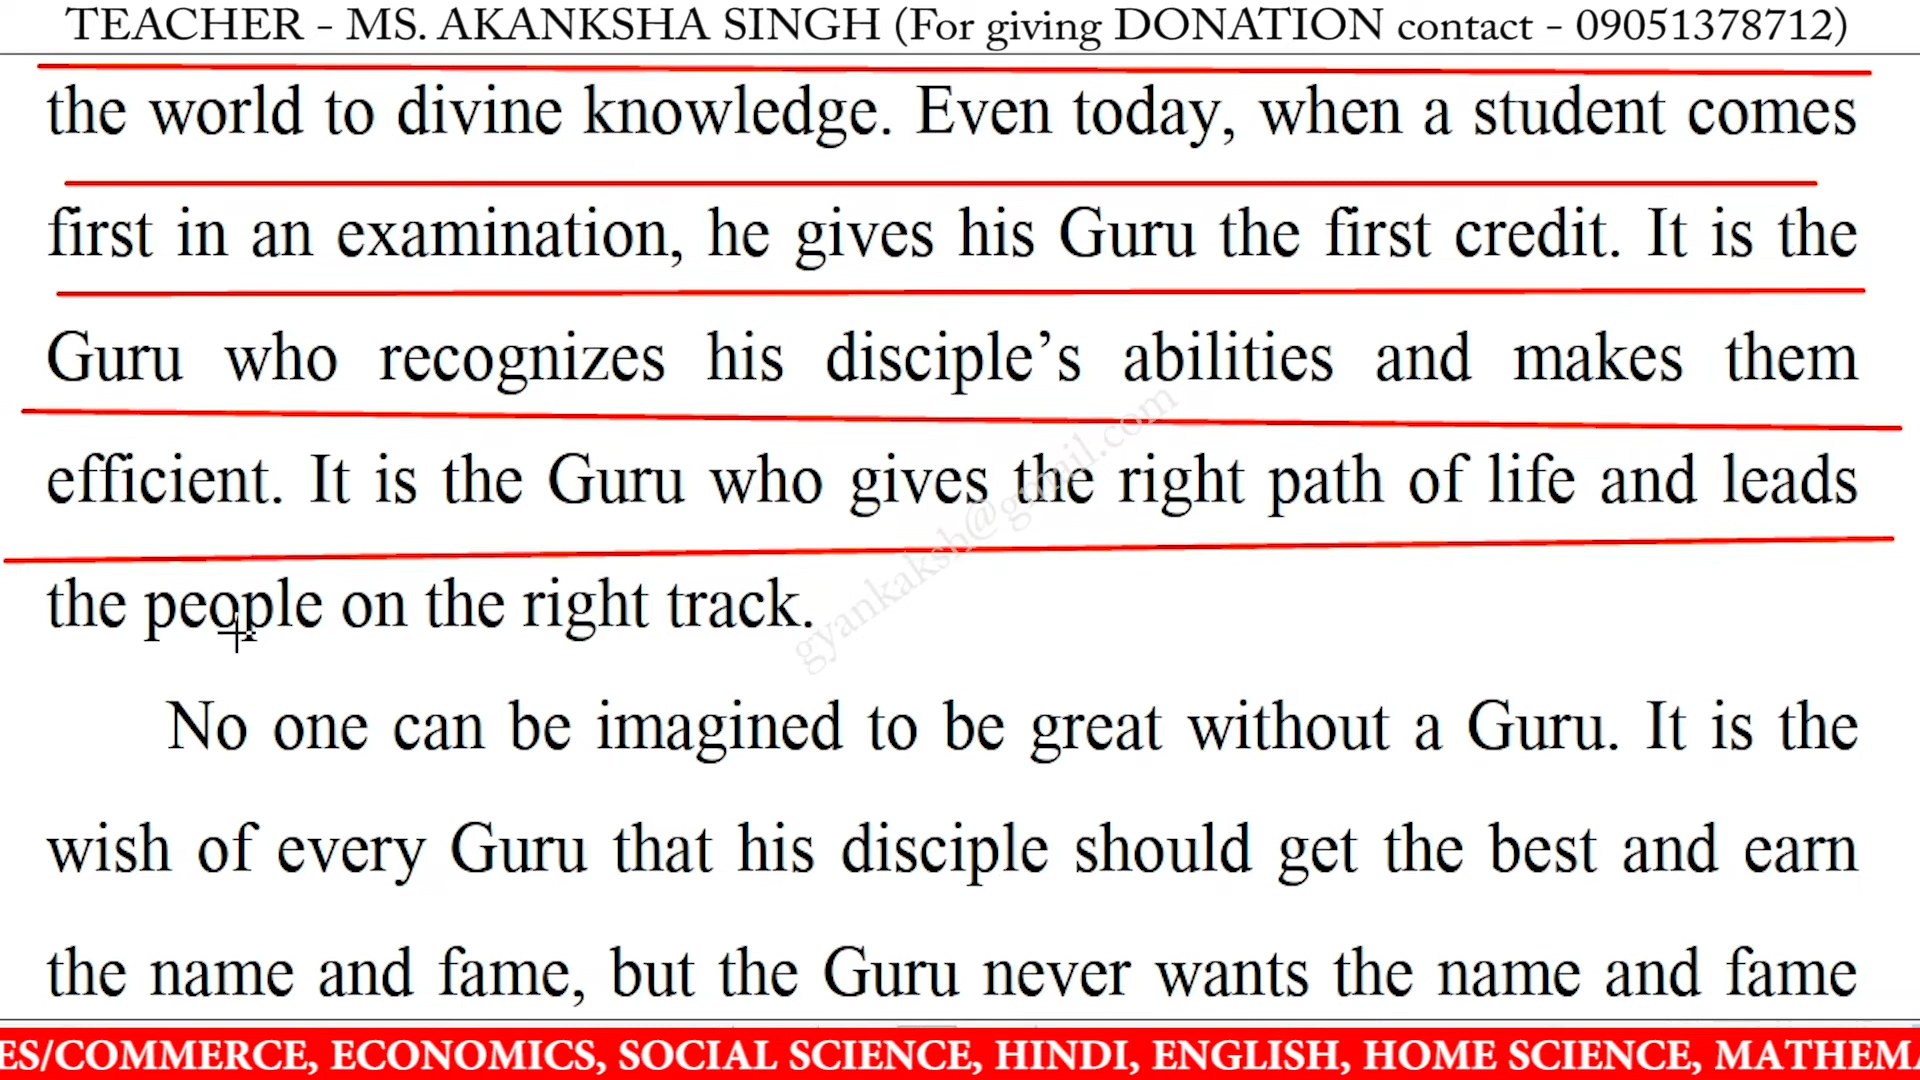 TEACHER - MS. AKANKSHA SINGH (For giving DONATION contact - 09051378712)
the world to divine knowledge. Even today, when a student comes
first in an examination, he gives his Guru the first credit. It is the
Guru who recognizes his disciple’s abilities and makes them
efficient. It is the Guru who gives the right path of life and leads
the people on the right track.
gyankaksh@gmail.com
No one can be imagined to be great without a Guru. It is the
wish of every Guru that his disciple should get the best and earn
the name and fame, but the Guru never wants the name and fame
ES/COMMERCE, ECONOMICS, SOCIAL SCIENCE, HINDI, ENGLISH, HOME SCIENCE, MATHEMA